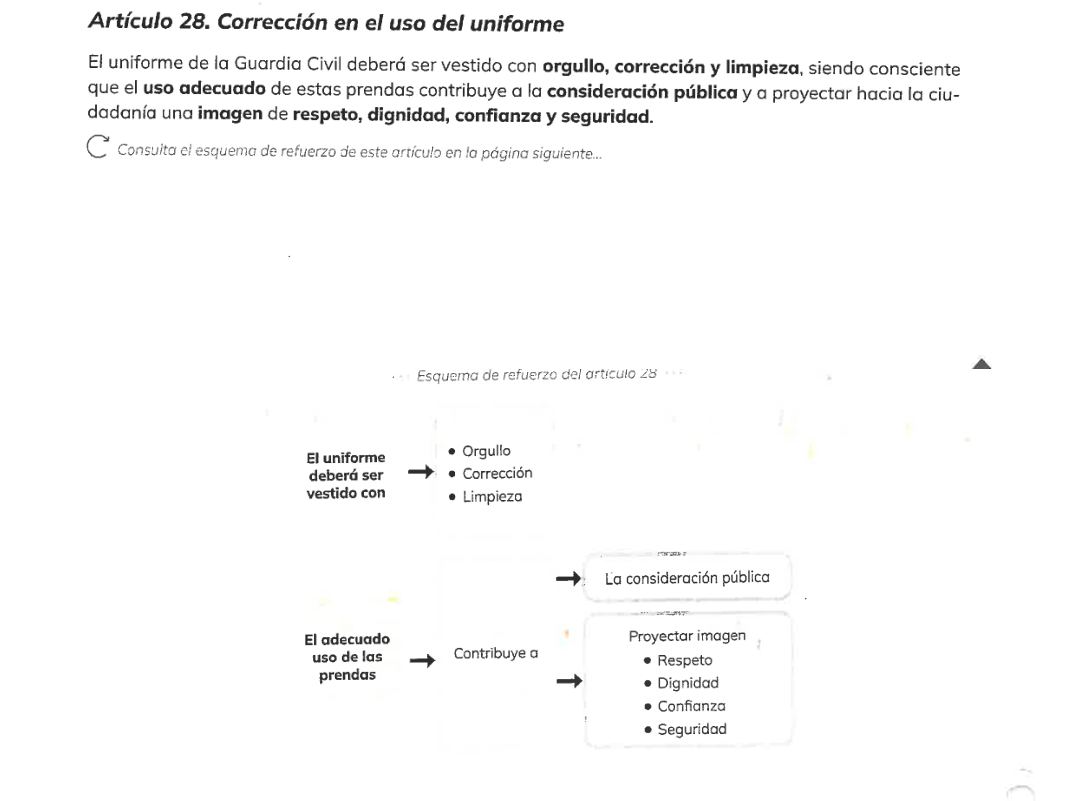 Artículo 28. Corrección en el uso del uniforme
El uniforme de la Guardia Civil deberá ser vestido con orgullo, corrección y limpieza, siendo consciente
que el uso adecuado de estas prendas contribuye a la consideración pública y a proyectar hacia la ciu-
dadanía una imagen de respeto, dignidad, confianza y seguridad.
Consulta el esquema de refuerzo de este artículo en la página siguiente...
Esquema de refuerzo del artículo 28
El uniforme
deberá ser
vestido con
• Orgullo
• Corrección
• Limpieza
El adecuado
uso de las
prendas
Contribuye a
La consideración pública
Proyectar imagen
• Respeto
• Dignidad
• Confianza
• Seguridad